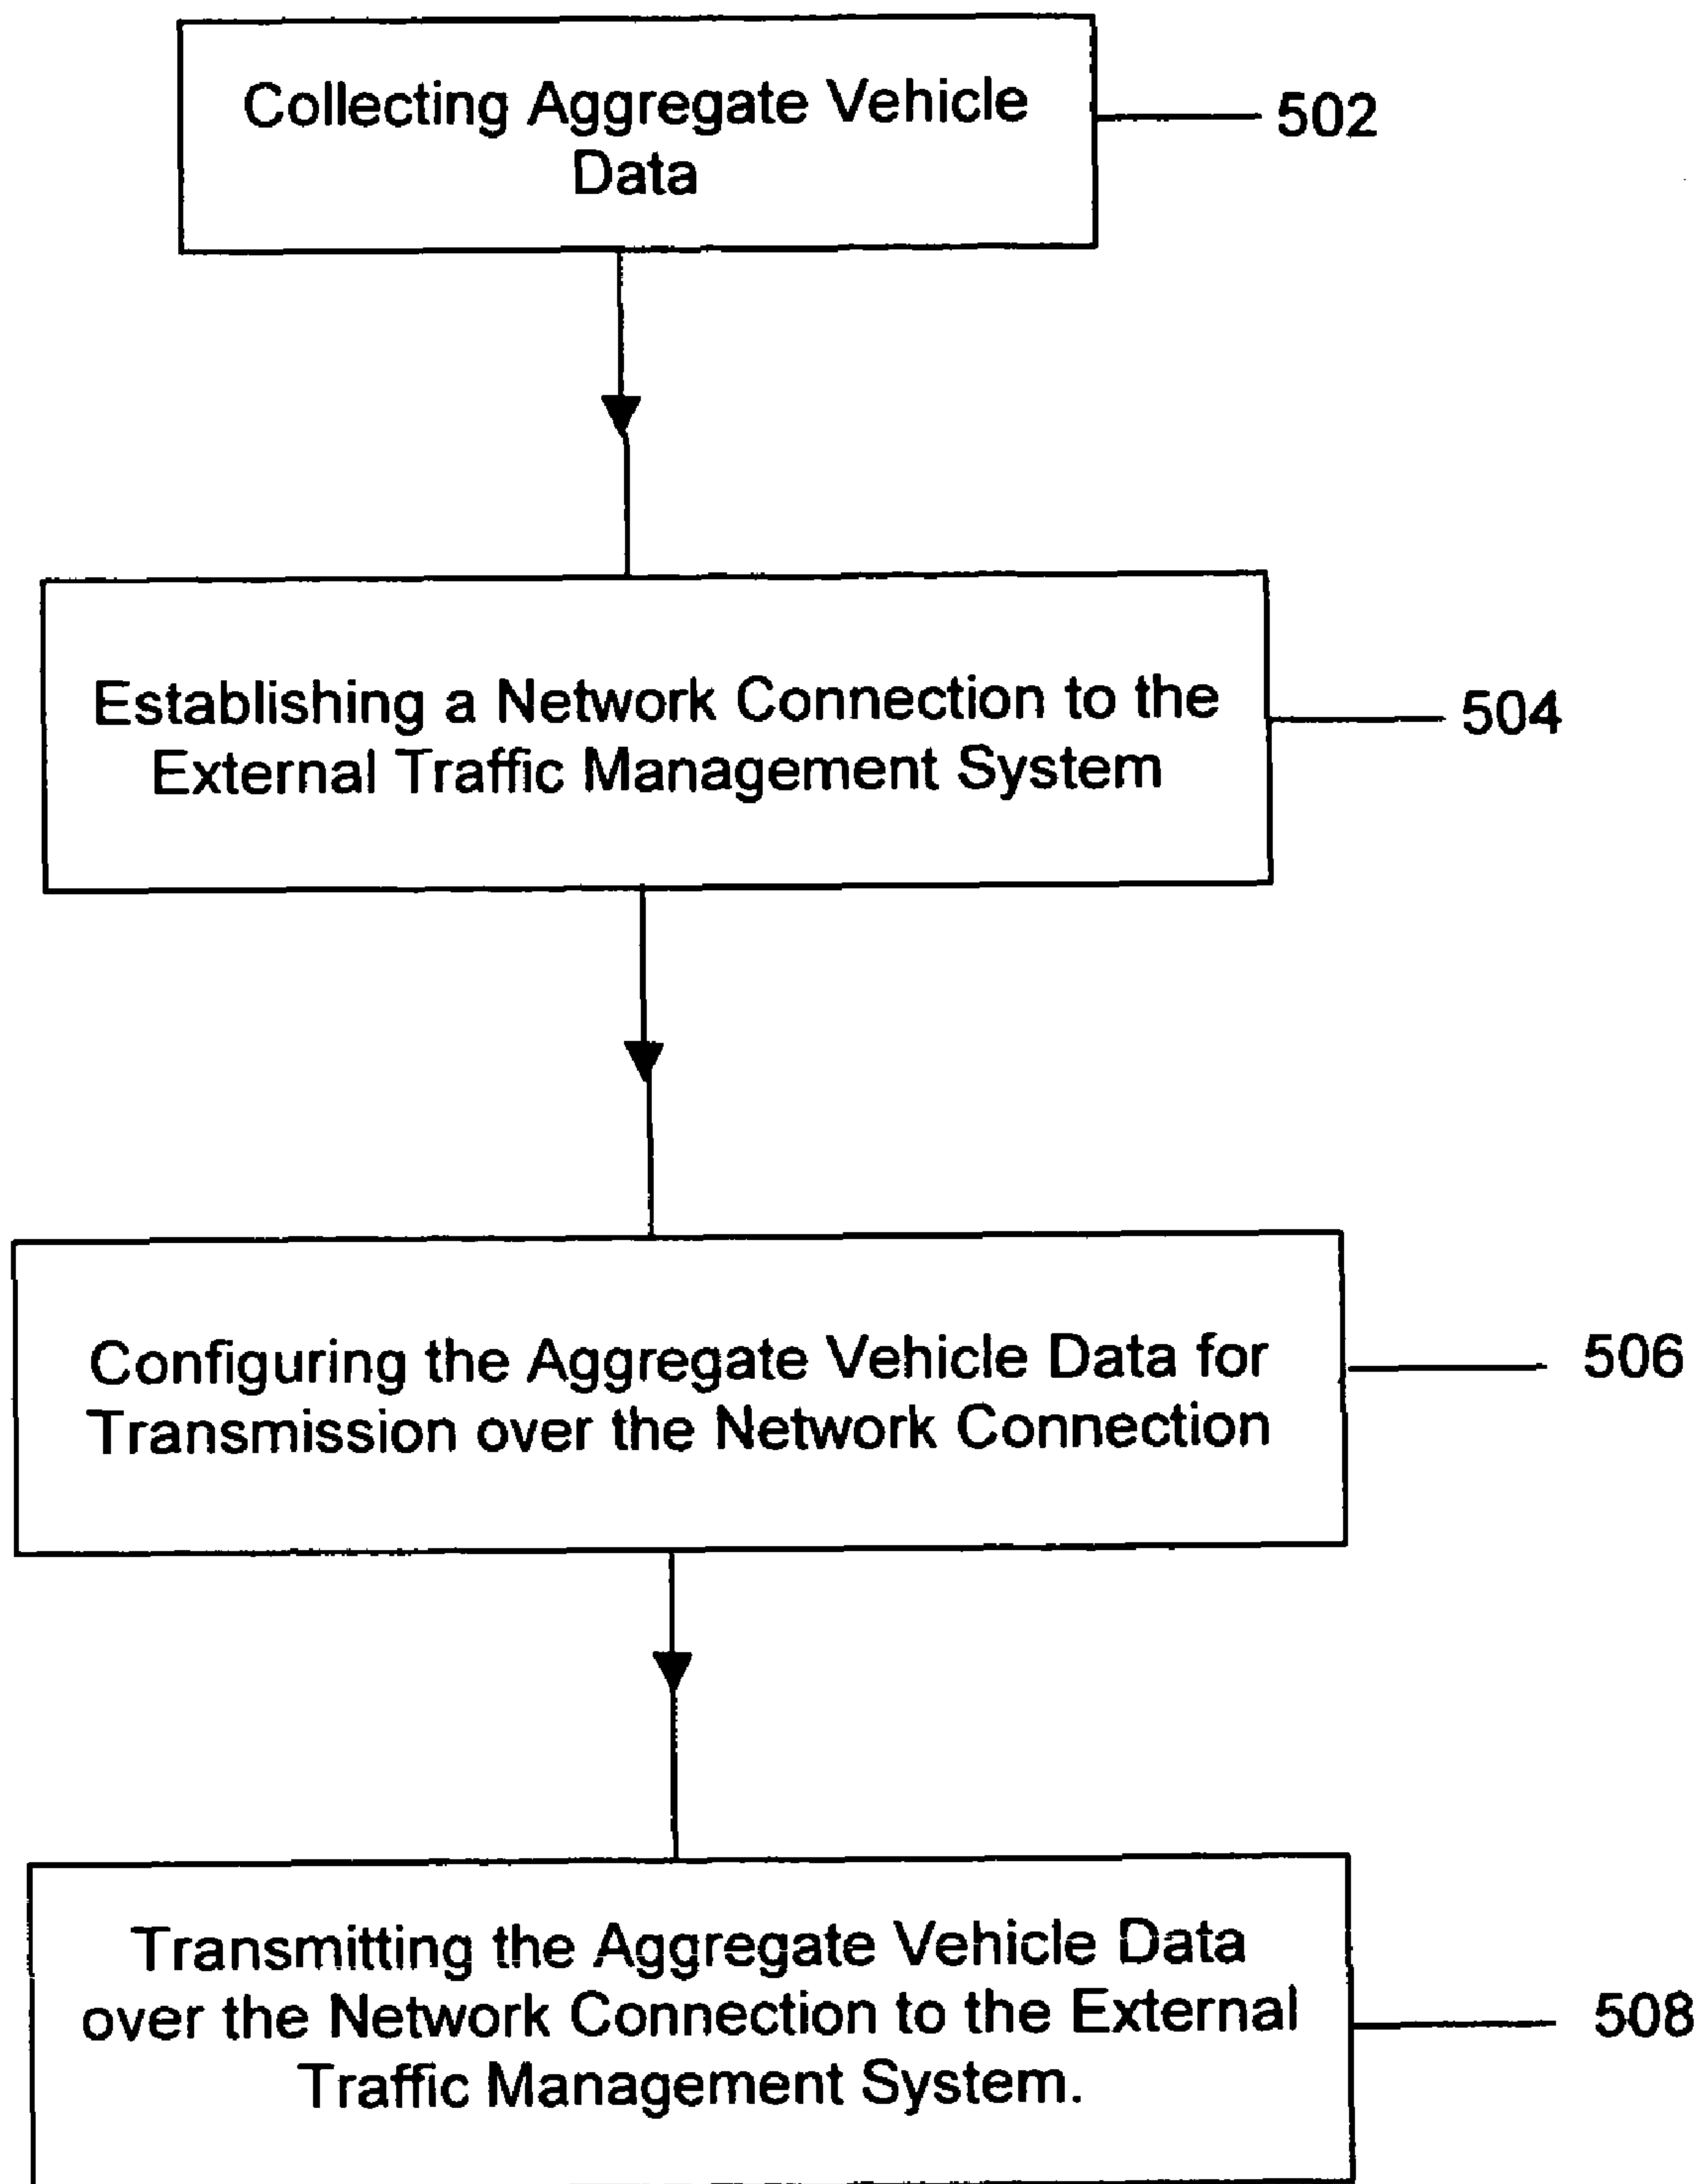 Collecting Aggregate Vehicle
Data
502
Establishing a Network Connection to the
External Traffic Management System
504
Configuring the Aggregate Vehicle Data for
Transmission over the Network Connection
506
Transmitting the Aggregate Vehicle Data
over the Network Connection to the External
Traffic Management System.
508